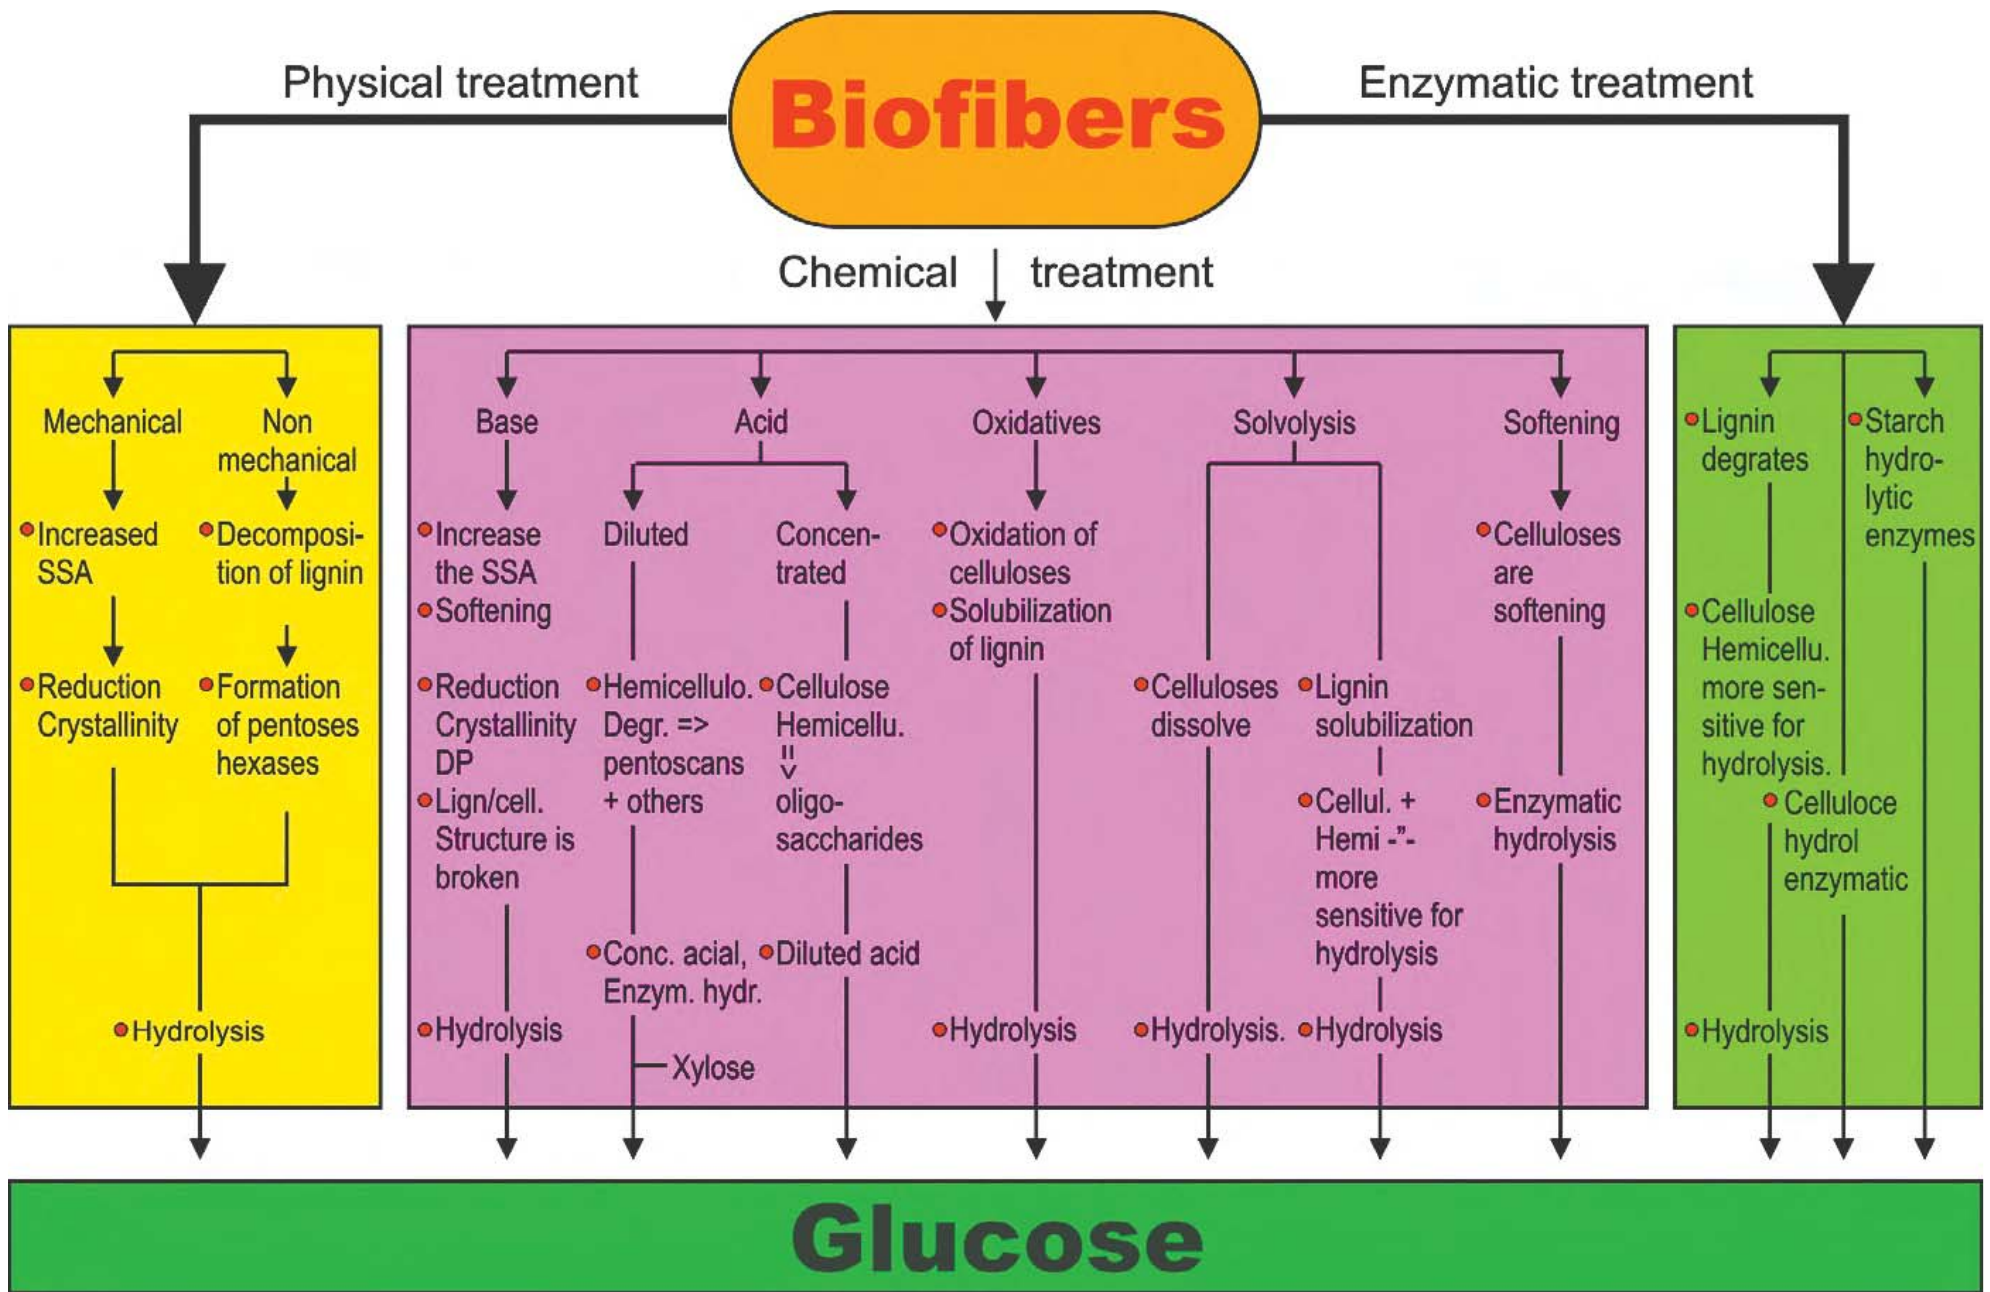 Biofibers
Physical treatment
Enzymatic treatment
Chemical treatment
Mechanical
Increased
SSA
Reduction
Crystallinity
Non
mechanical
Decomposi-
tion of lignin
Formation
of pentoses
hexases
Hydrolysis
Base
Increase
the SSA
Softening
Reduction
Crystallinity
DP
Lign/cell.
Structure is
broken
Hydrolysis
Acid
Diluted
Hemicellulo.
Degr. =>
pentoscans
+ others
Conc. acial,
Enzym. hydr.
Xylose
Concen-
trated
Cellulose
Hemicellu.
=>
oligo-
saccharides
Diluted acid
Oxidatives
Oxidation of
celluloses
Solubilization
of lignin
Hydrolysis
Solvolysis
Celluloses
dissolve
Hydrolysis.
Lignin
solubilization
Cellul. +
Hemi -”-
more
sensitive for
hydrolysis
Hydrolysis
Softening
Celluloses
are
softening
Enzymatic
hydrolysis
Lignin
degrates
Cellulose
Hemicellu.
more sen-
sitive for
hydrolysis.
Hydrolysis
Celluloce
hydrol
enzymatic
Starch
hydro-
lytic
enzymes
Glucose